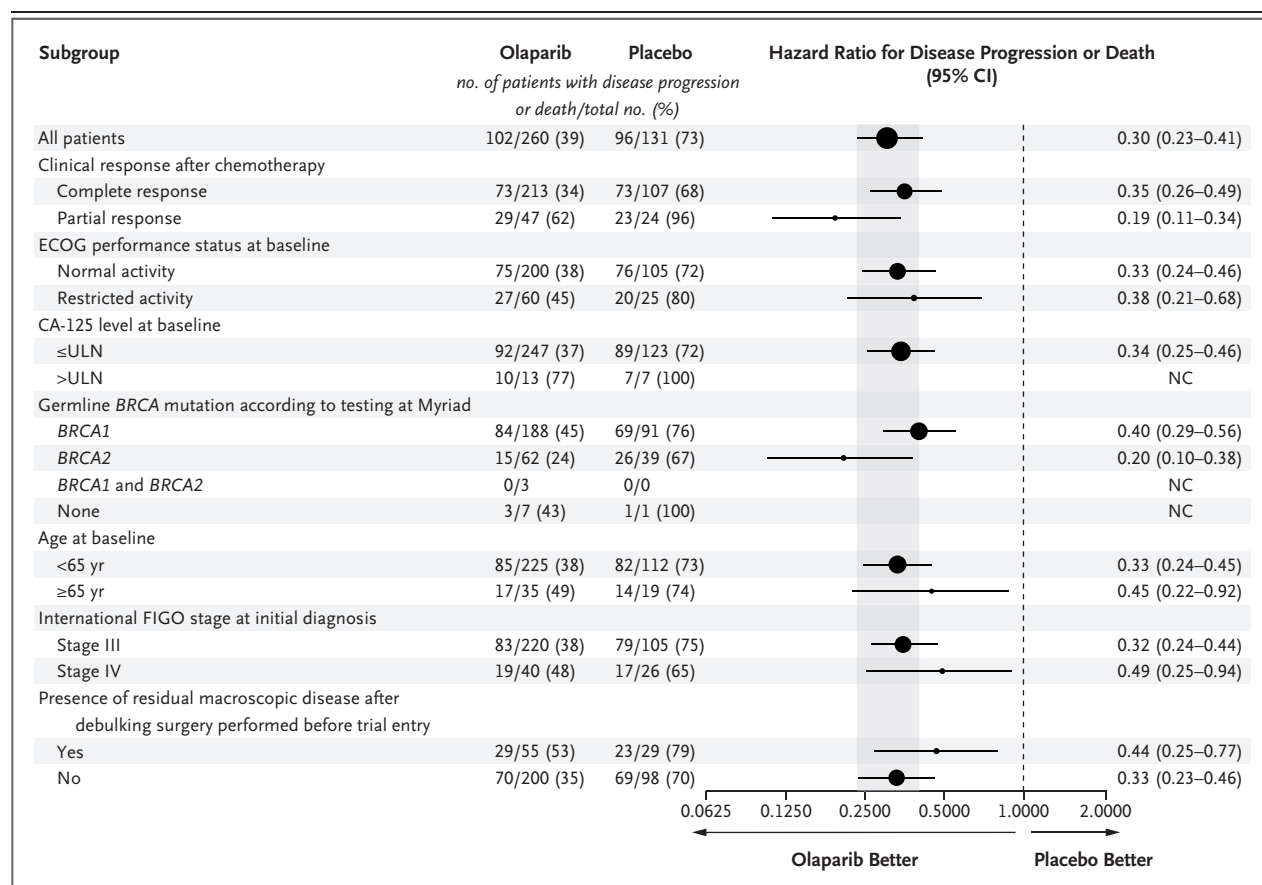 Subgroup Olaparib Placebo Hazard Ratio for Disease Progression or Death
(95% CI)
no. of patients with disease progression
or death/total no. (%)
All patients 102/260 (39) 96/131 (73) 0.30 (0.23–0.41)
Clinical response after chemotherapy
Complete response 73/213 (34) 73/107 (68) 0.35 (0.26–0.49)
Partial response 29/47 (62) 23/24 (96) 0.19 (0.11–0.34)
ECOG performance status at baseline
Normal activity 75/200 (38) 76/105 (72) 0.33 (0.24–0.46)
Restricted activity 27/60 (45) 20/25 (80) 0.38 (0.21–0.68)
CA-125 level at baseline
≤ULN 92/247 (37) 89/123 (72) 0.34 (0.25–0.46)
>ULN 10/13 (77) 7/7 (100) NC
Germline BRCA mutation according to testing at Myriad
BRCA1 84/188 (45) 69/91 (76) 0.40 (0.29–0.56)
BRCA2 15/62 (24) 26/39 (67) 0.20 (0.10–0.38)
BRCA1 and BRCA2 0/3 0/0 NC
None 3/7 (43) 1/1 (100) NC
Age at baseline
<65 yr 85/225 (38) 82/112 (73) 0.33 (0.24–0.45)
≥65 yr 17/35 (49) 14/19 (74) 0.45 (0.22–0.92)
International FIGO stage at initial diagnosis
Stage III 83/220 (38) 79/105 (75) 0.32 (0.24–0.44)
Stage IV 19/40 (48) 17/26 (65) 0.49 (0.25–0.94)
Presence of residual macroscopic disease after
debulking surgery performed before trial entry
Yes 29/55 (53) 23/29 (79) 0.44 (0.25–0.77)
No 70/200 (35) 69/98 (70) 0.33 (0.23–0.46)
0.0625 0.1250 0.2500 0.5000 1.0000 2.0000
Olaparib Better Placebo Better